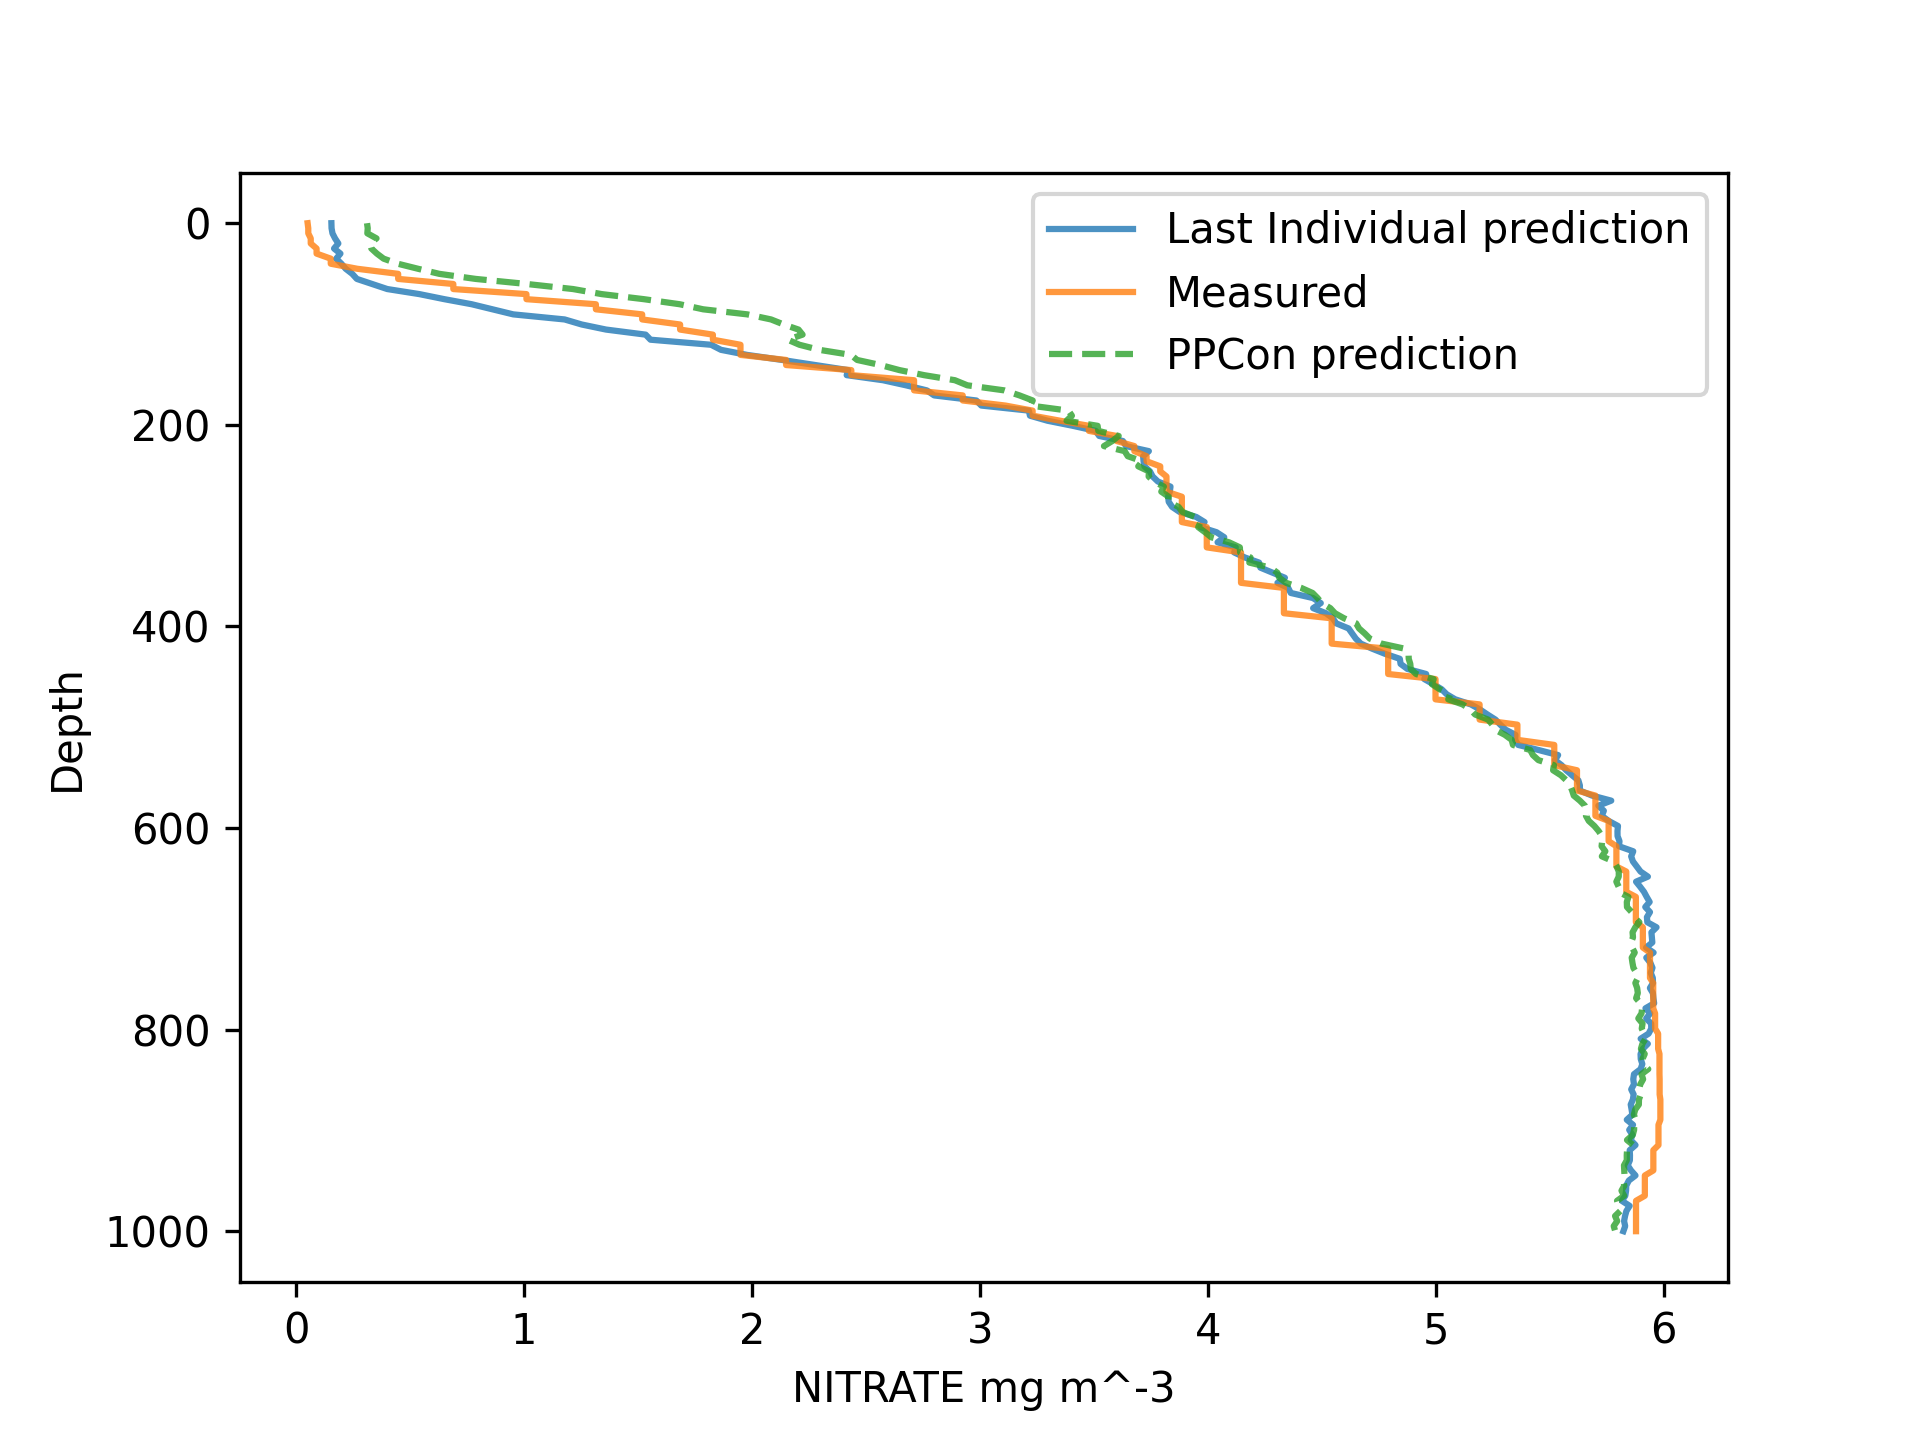 Last Individual prediction
Measured
PPCon prediction
0
200
400
600
800
1000
Depth
0 1 2 3 4 5 6
NITRATE mg m^-3